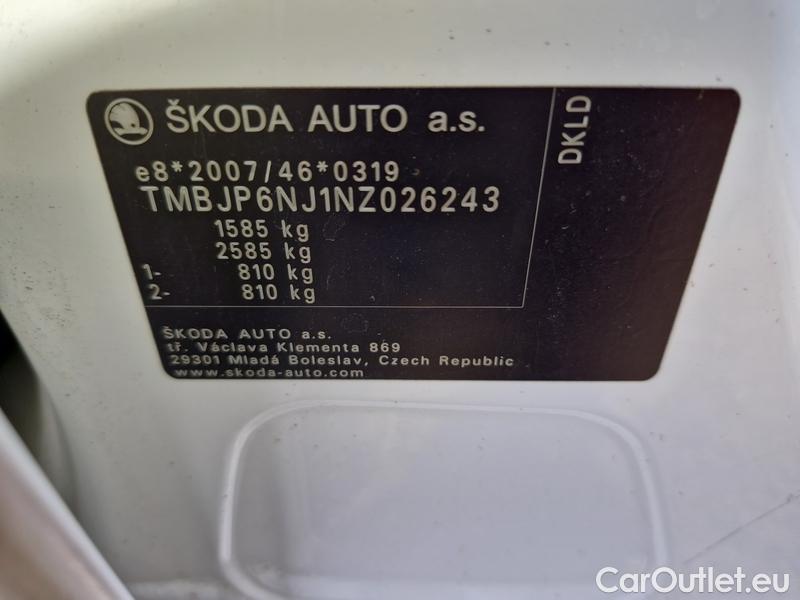 ŠKODA AUTO a.s.
DKLD
e8*2007/46*0319
TMBJP6NJ1NZ026243
1585 kg
2585 kg
1- 810 kg
2- 810 kg
ŠKODA AUTO a.s.
tř. Václava Klementa 869
29301 Mladá Boleslav, Czech Republic
www.skoda-auto.com
CarOutlet.eu